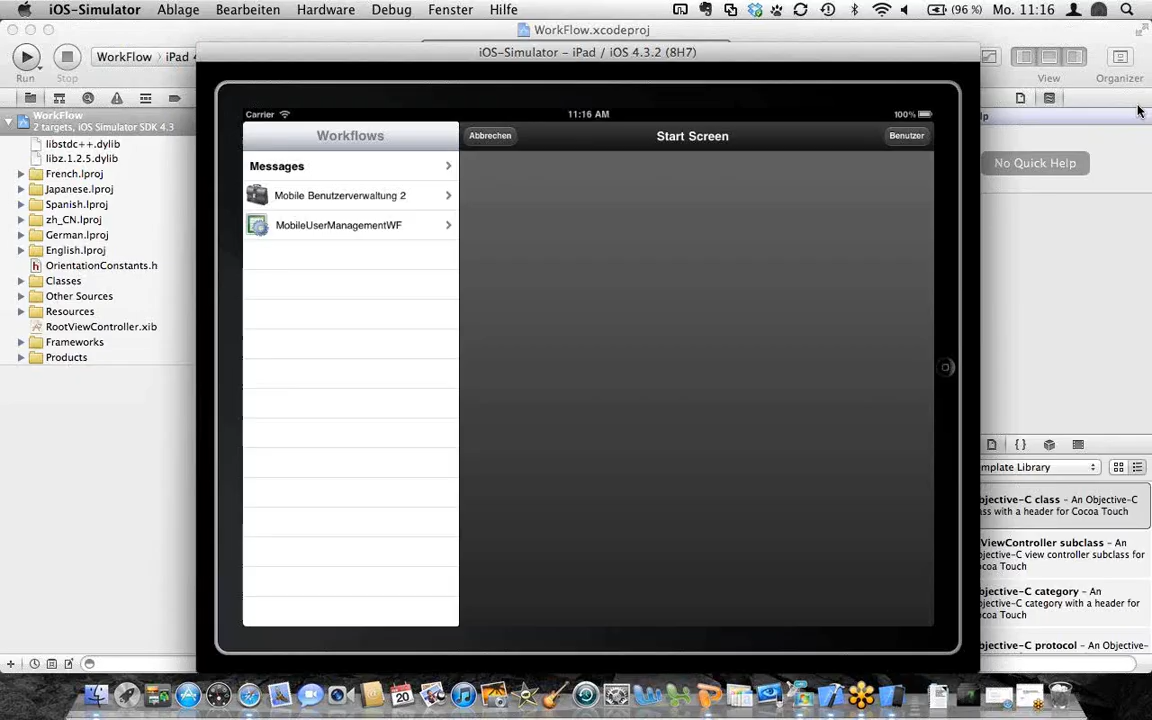 iOS-Simulator Ablage Bearbeiten Hardware Debug Fenster Hilfe (96 %) Mo. 11:16
WorkFlow.xcodeproj
iOS-Simulator – iPad / iOS 4.3.2 (8H7)
WorkFlow iPad
Run Stop View Organizer
WorkFlow
2 targets, iOS Simulator SDK 4.3
libstdc++.dylib
libz.1.2.5.dylib
French.lproj
Japanese.lproj
Spanish.lproj
zh_CN.lproj
German.lproj
English.lproj
OrientationConstants.h
Classes
Other Sources
Resources
RootViewController.xib
Frameworks
Products
Carrier 11:16 AM 100%
Workflows Abbrechen Start Screen Benutzer
Messages
Mobile Benutzerverwaltung 2
MobileUserManagementWF
lp
No Quick Help
{}
mplate Library
bjective-C class – An Objective-C
lass with a header for Cocoa Touch
ViewController subclass – An
bjective-C view controller subclass for
ocoa Touch
bjective-C category – An
bjective-C category with a header for
ocoa Touch
bjective-C protocol – An Objective-
20